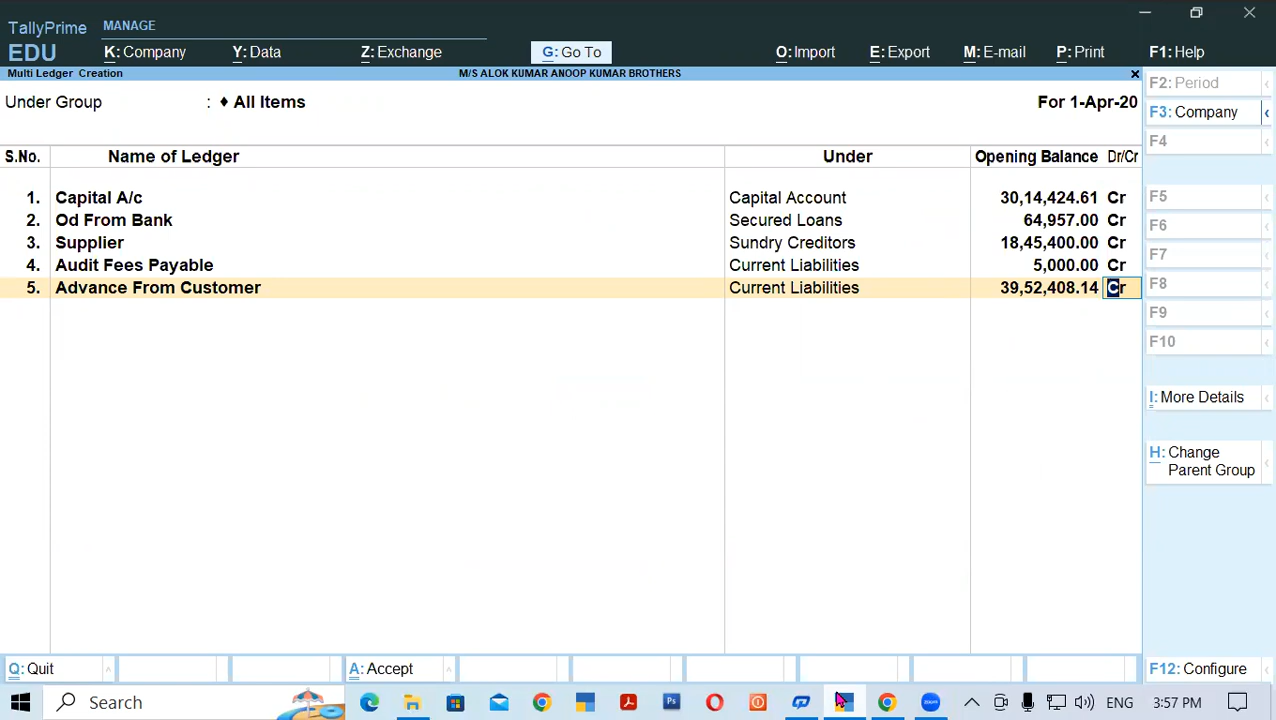 TallyPrime MANAGE
EDU K: Company Y: Data Z: Exchange G: Go To O: Import E: Export M: E-mail P: Print F1: Help
Multi Ledger Creation M/S ALOK KUMAR ANOOP KUMAR BROTHERS
Under Group : ♦ All Items For 1-Apr-20
S.No. Name of Ledger Under Opening Balance Dr/Cr
1. Capital A/c Capital Account 30,14,424.61 Cr
2. Od From Bank Secured Loans 64,957.00 Cr
3. Supplier Sundry Creditors 18,45,400.00 Cr
4. Audit Fees Payable Current Liabilities 5,000.00 Cr
5. Advance From Customer Current Liabilities 39,52,408.14 Cr
F2: Period
F3: Company
F4
F5
F6
F7
F8
F9
F10
I: More Details
H: Change
Parent Group
Q: Quit A: Accept F12: Configure
Search ENG 3:57 PM